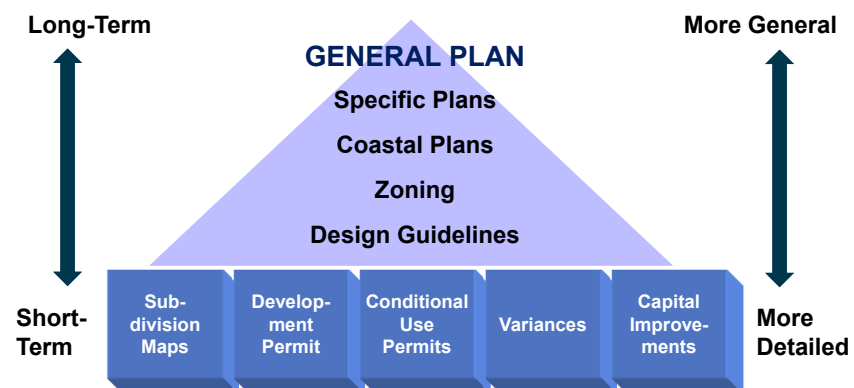 Long-Term
More General
GENERAL PLAN
Specific Plans
Coastal Plans
Zoning
Design Guidelines
Short-
Term
Sub-
division
Maps
Develop-
ment
Permit
Conditional
Use
Permits
Variances
Capital
Improve-
ments
More
Detailed